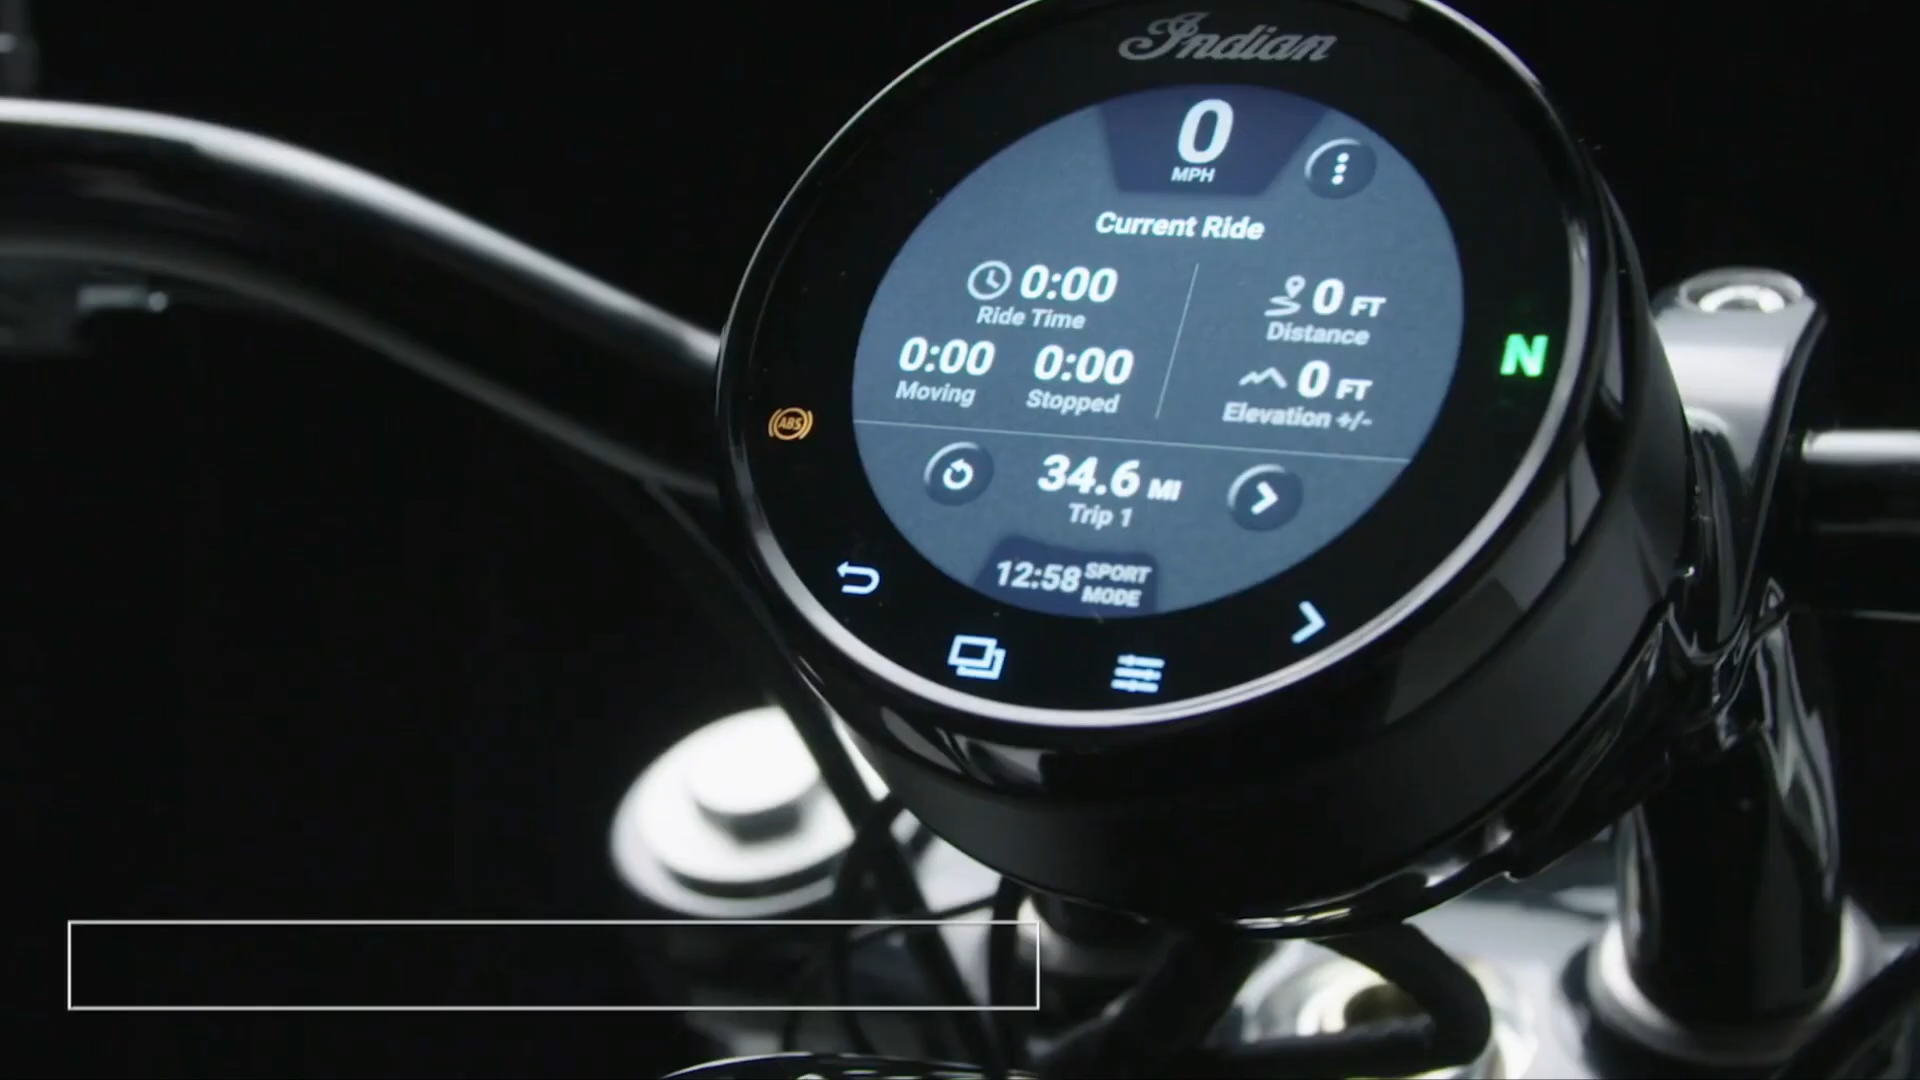 Indian
0
MPH
Current Ride
0:00
Ride Time
0:00 0:00
Moving Stopped
0 FT
Distance
0 FT
Elevation +/-
N
ABS
34.6 MI
Trip 1
12:58 SPORT
MODE